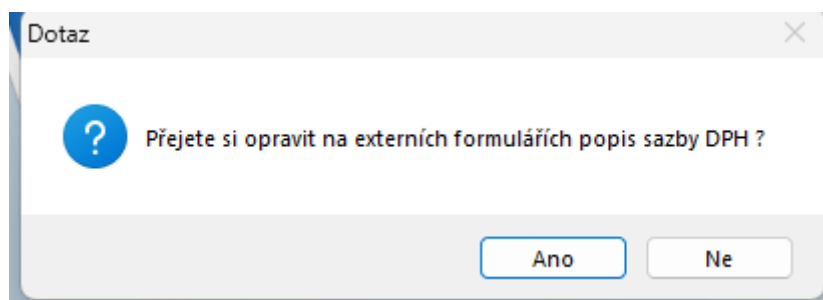 Dotaz
Přejete si opravit na externích formulářích popis sazby DPH ?
Ano
Ne